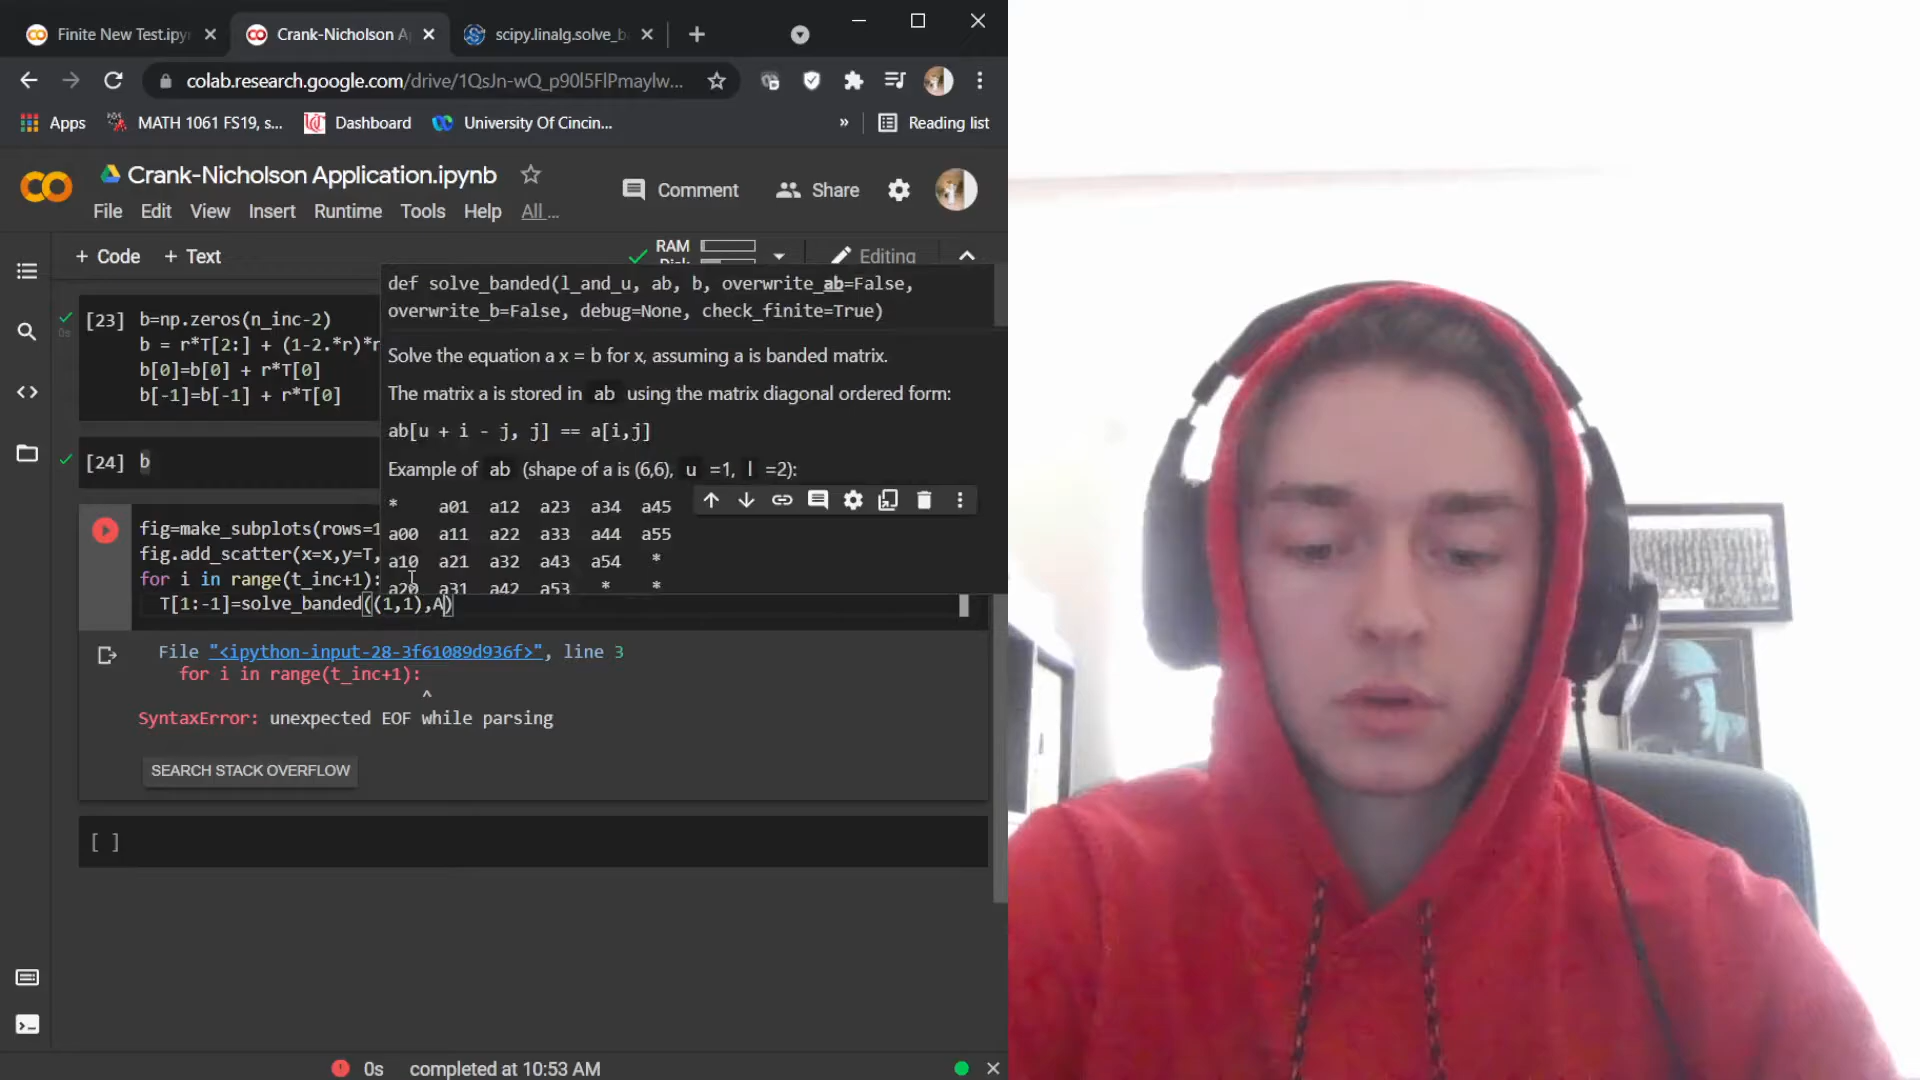 Finite New Test.ipyn
Crank-Nicholson A
scipy.linalg.solve_b
colab.research.google.com/drive/1QsJn-wQ_p90l5FlPmaylw...
Apps
MATH 1061 FS19, s...
Dashboard
University Of Cincin...
»
Reading list
Crank-Nicholson Application.ipynb
Comment
Share
File Edit View Insert Runtime Tools Help All ...
+ Code + Text
RAM
Disk
Editing
[23] b=np.zeros(n_inc-2)
b = r*T[2:] + (1-2.*r)*
b[0]=b[0] + r*T[0]
b[-1]=b[-1] + r*T[0]
[24] b
def solve_banded(l_and_u, ab, b, overwrite_ab=False,
overwrite_b=False, debug=None, check_finite=True)
Solve the equation a x = b for x, assuming a is banded matrix.
The matrix a is stored in ab using the matrix diagonal ordered form:
ab[u + i - j, j] == a[i,j]
Example of ab (shape of a is (6,6), u =1, l =2):
* a01 a12 a23 a34 a45
a00 a11 a22 a33 a44 a55
a10 a21 a32 a43 a54 *
a20 a31 a42 a53 * *
fig=make_subplots(rows=1
fig.add_scatter(x=x,y=T,
for i in range(t_inc+1):
T[1:-1]=solve_banded((1,1),A)
File "<ipython-input-28-3f61089d936f>", line 3
for i in range(t_inc+1):
^
SyntaxError: unexpected EOF while parsing
SEARCH STACK OVERFLOW
[ ]
0s completed at 10:53 AM